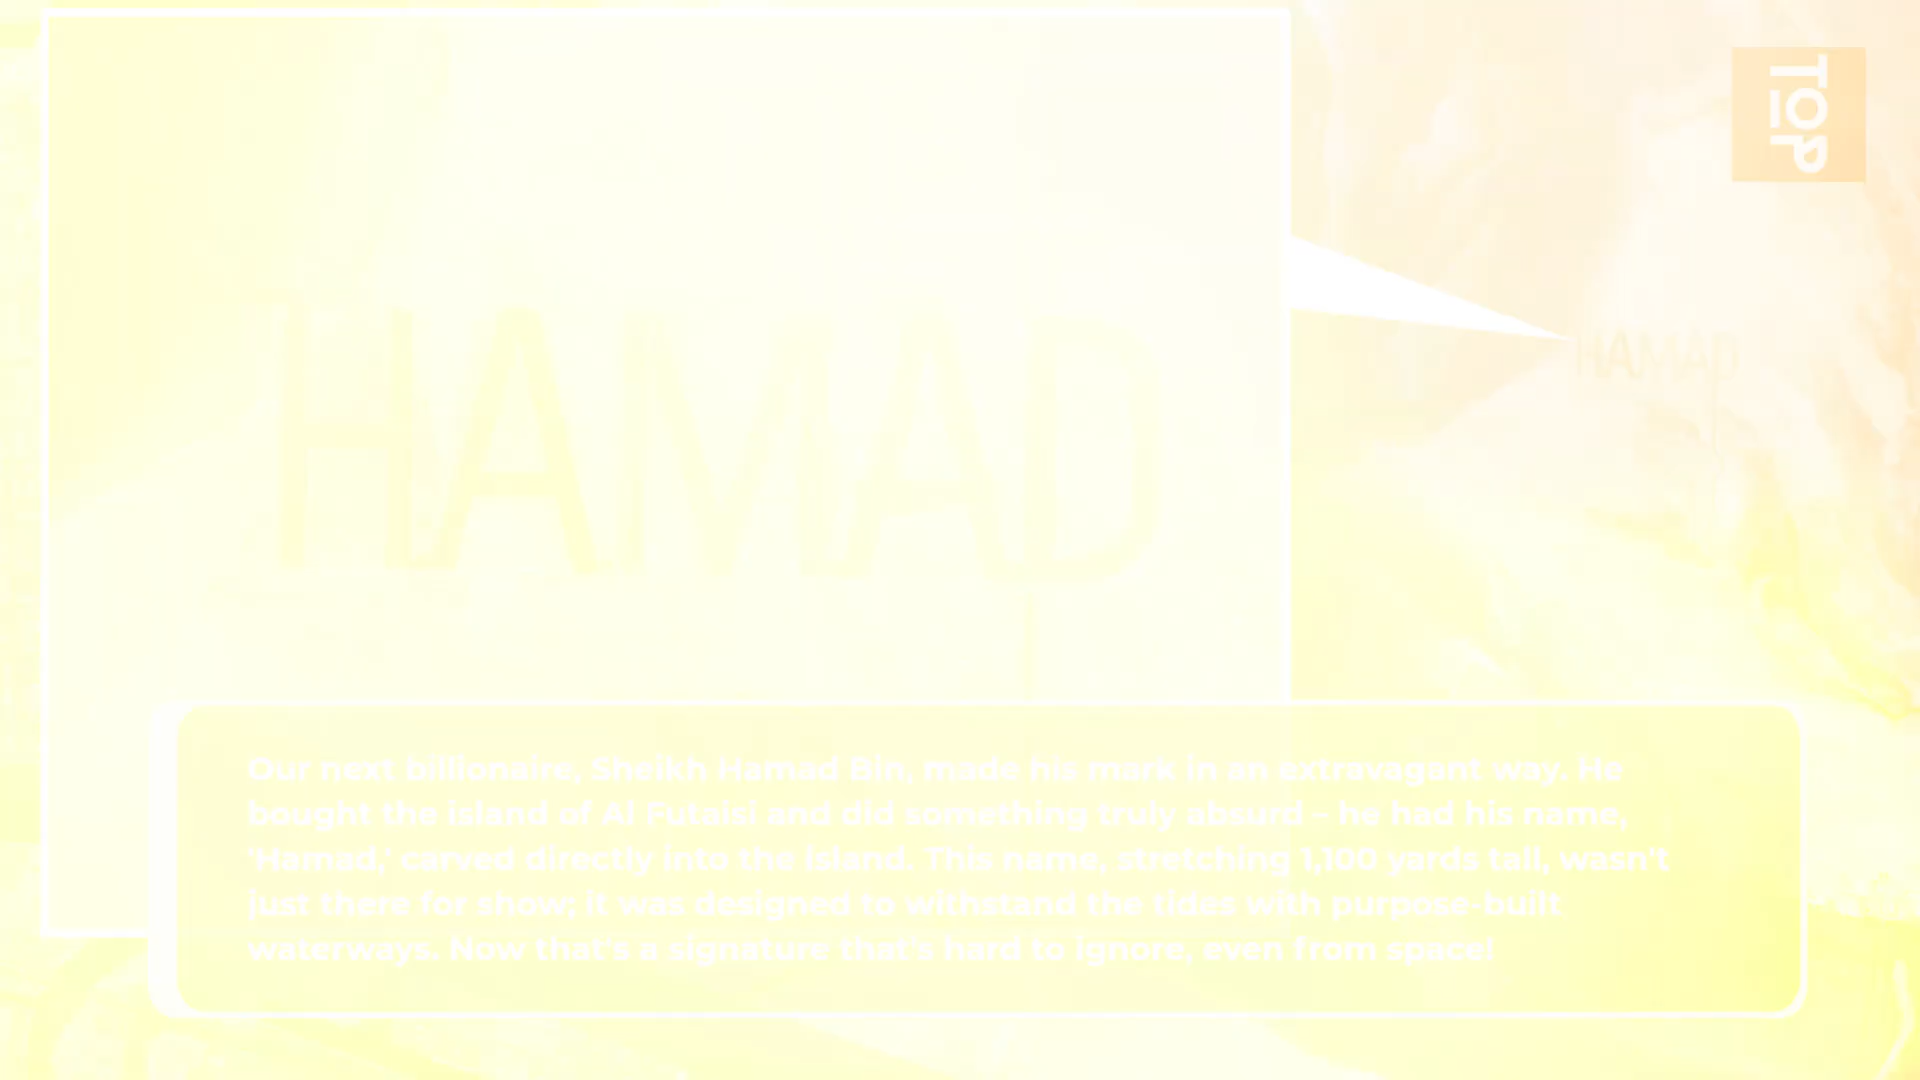 TOP
HAMAD
HAMAD
Our next billionaire, Sheikh Hamad Bin, made his mark in an extravagant way. He
bought the island of Al Futaisi and did something truly absurd – he had his name,
'Hamad,' carved directly into the island. This name, stretching 1,100 yards tall, wasn't
just there for show; it was designed to withstand the tides with purpose-built
waterways. Now that's a signature that's hard to ignore, even from space!